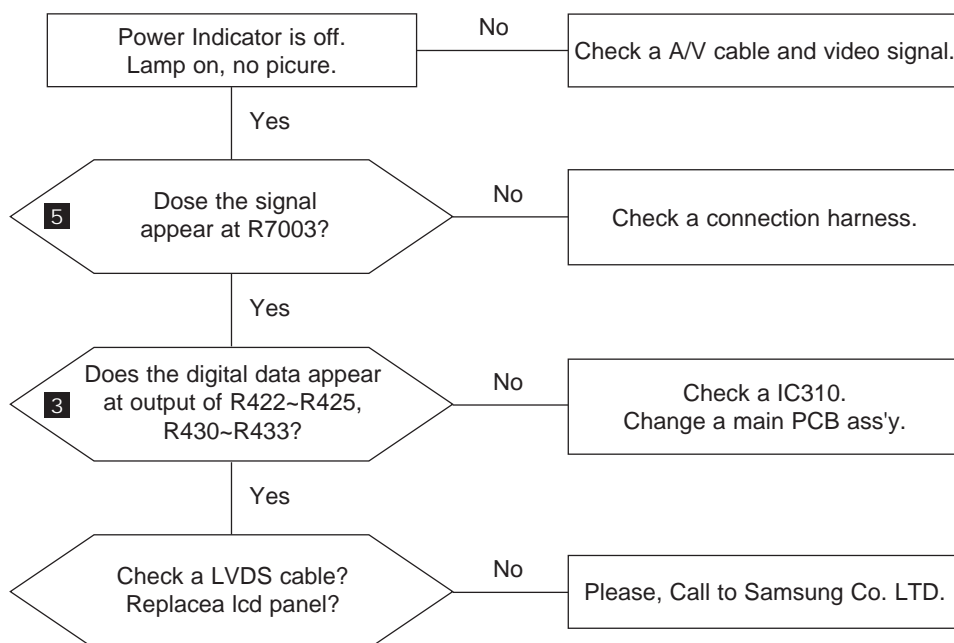 Power Indicator is off.
Lamp on, no picure.
No
Check a A/V cable and video signal.
Yes
5
Dose the signal
appear at R7003?
No
Check a connection harness.
Yes
3
Does the digital data appear
at output of R422~R425,
R430~R433?
No
Check a IC310.
Change a main PCB ass'y.
Yes
Check a LVDS cable?
Replacea lcd panel?
No
Please, Call to Samsung Co. LTD.